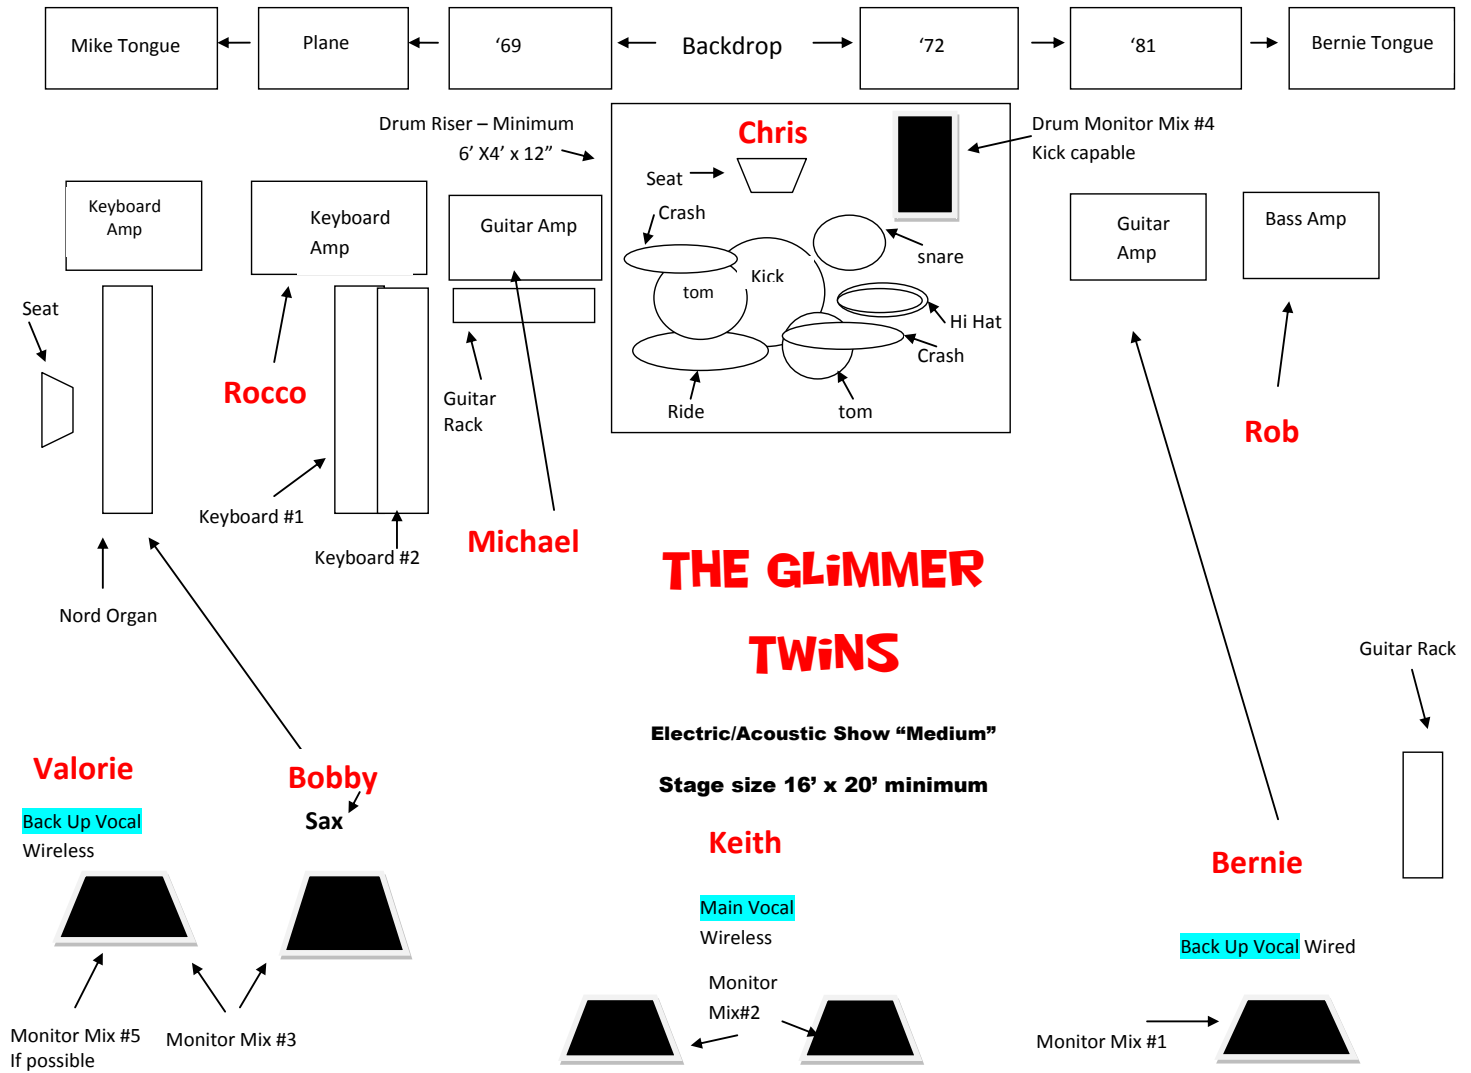 Mike Tongue
Plane
‘69
Backdrop
‘72
‘81
Bernie Tongue
Drum Riser – Minimum
6’ X4’ x 12”
Chris
Drum Monitor Mix #4
Kick capable
Seat
Crash
snare
Kick
tom
Hi Hat
Crash
Ride
tom
Keyboard
Amp
Keyboard
Amp
Guitar Amp
Guitar
Amp
Bass Amp
Seat
Rocco
Guitar
Rack
Rob
Keyboard #1
Keyboard #2
Michael
Nord Organ
THE GLiMMER
TWiNS
Guitar Rack
Electric/Acoustic Show “Medium”
Stage size 16’ x 20’ minimum
Valorie
Back Up Vocal
Wireless
Bobby
Sax
Keith
Main Vocal
Wireless
Bernie
Back Up Vocal Wired
Monitor
Mix#2
Monitor Mix #5
If possible
Monitor Mix #3
Monitor Mix #1